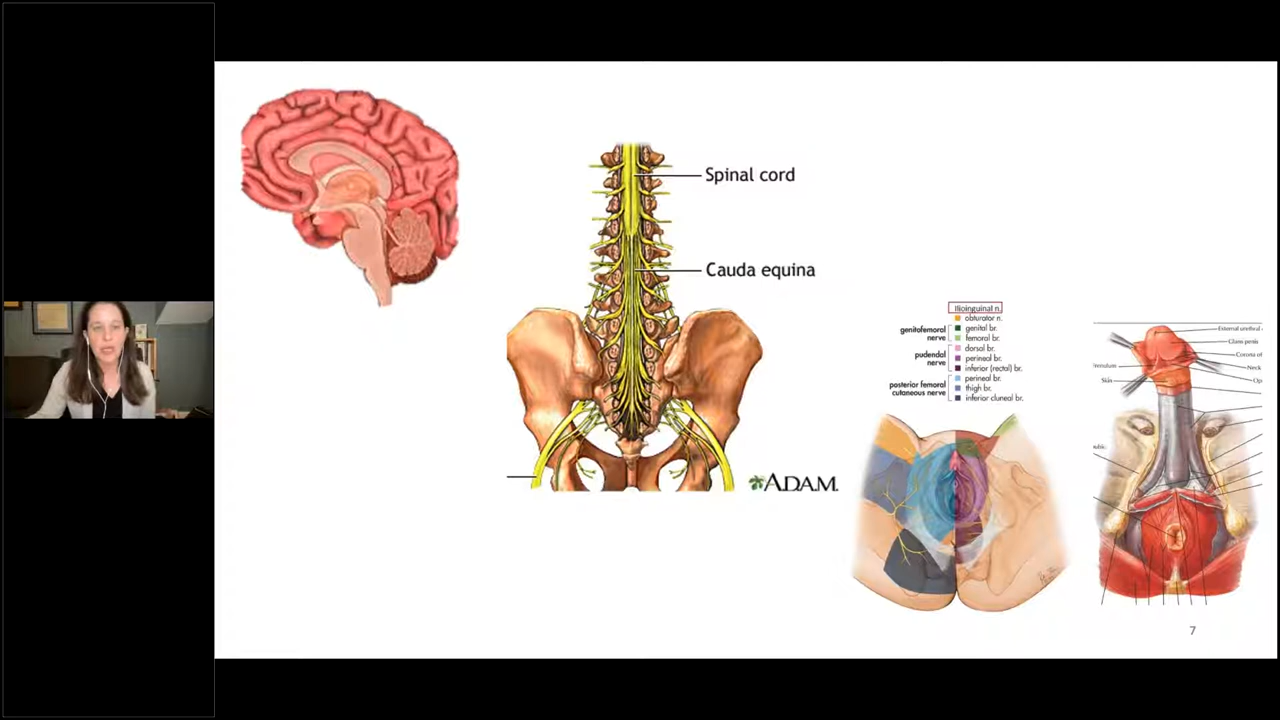 Spinal cord
Cauda equina
A.D.A.M.
Ilioinguinal n.
obturator n.
genitofemoral nerve
genital br.
femoral br.
pudendal nerve
dorsal br.
perineal br.
inferior (rectal) br.
posterior femoral cutaneous nerve
perineal br.
thigh br.
inferior cluneal br.
External urethral
Glans penis
Corona of
Neck
Skin
7